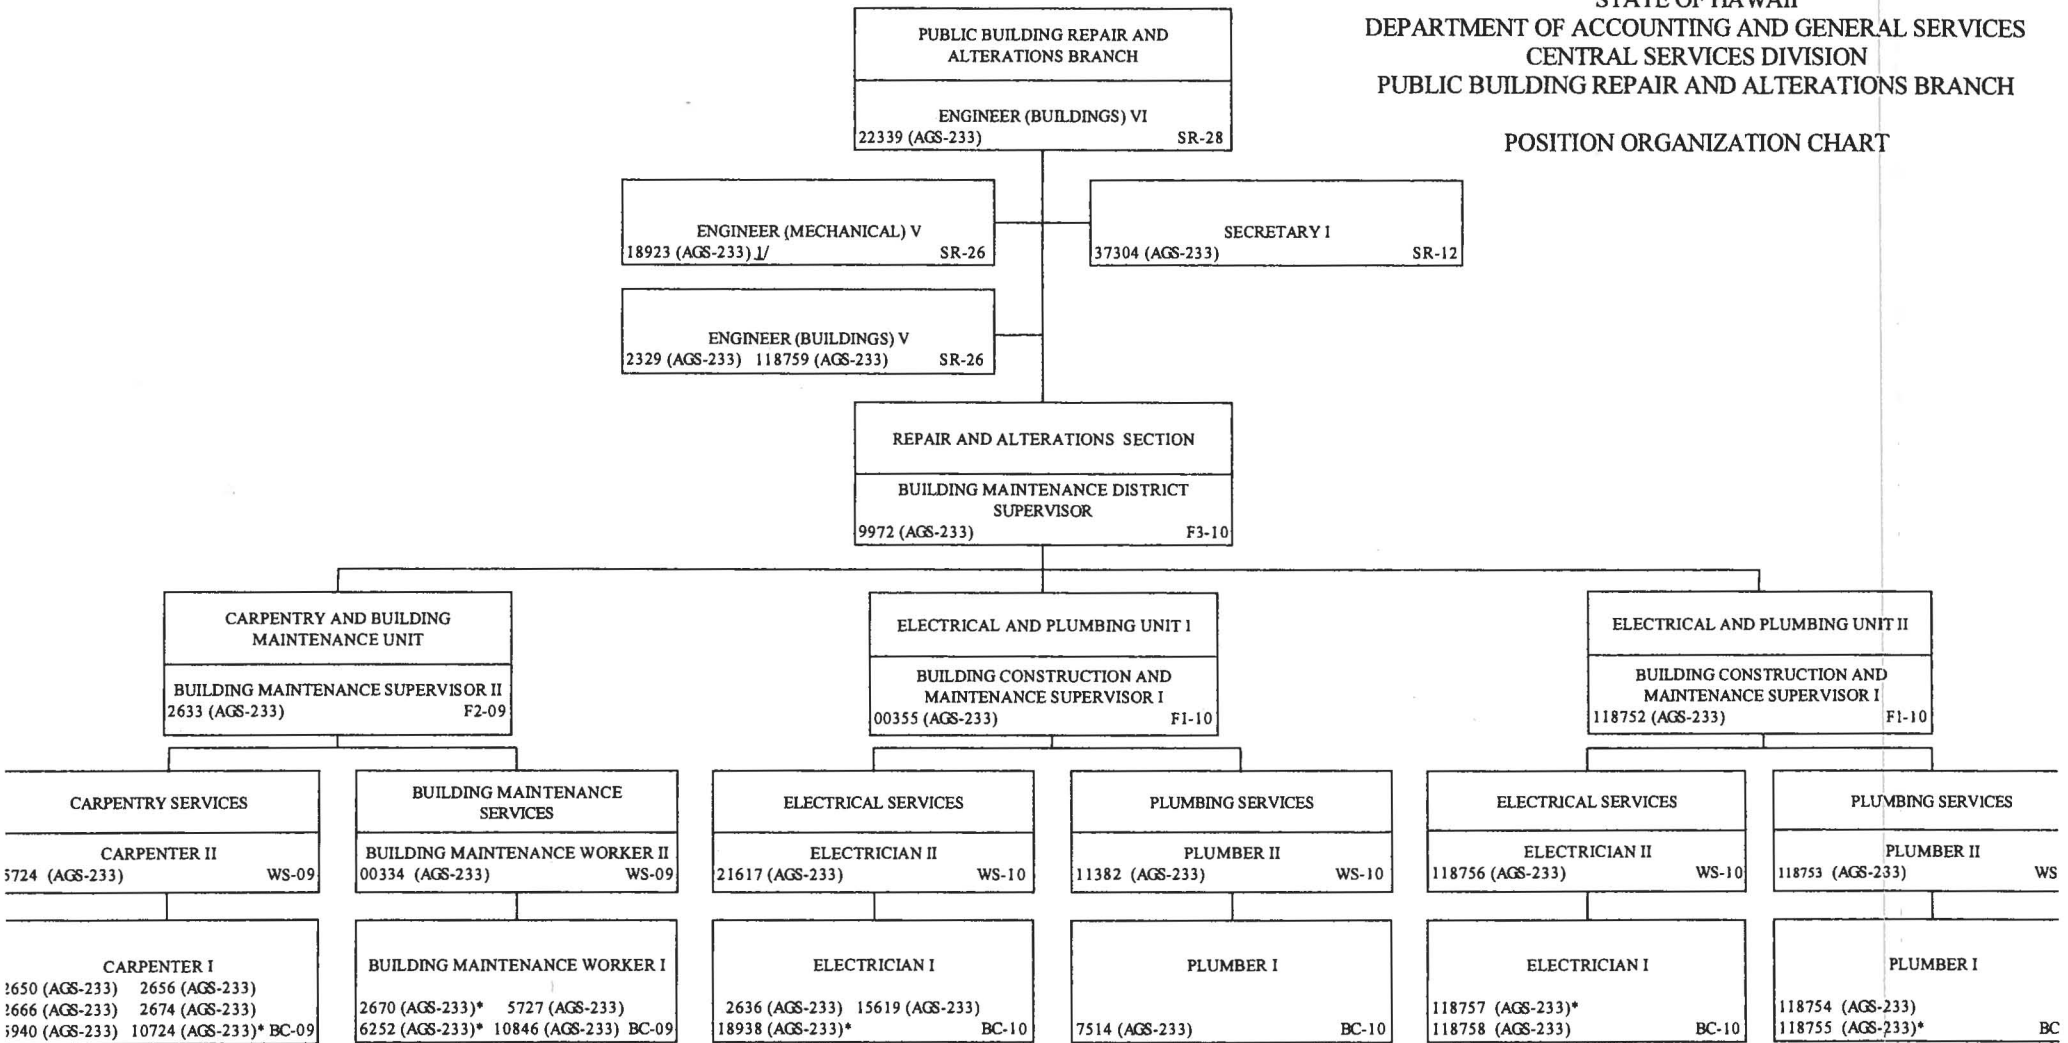 STATE OF HAWAII
DEPARTMENT OF ACCOUNTING AND GENERAL SERVICES
CENTRAL SERVICES DIVISION
PUBLIC BUILDING REPAIR AND ALTERATIONS BRANCH
POSITION ORGANIZATION CHART
PUBLIC BUILDING REPAIR AND
ALTERATIONS BRANCH
ENGINEER (BUILDINGS) VI
22339 (AGS-233) SR-28
ENGINEER (MECHANICAL) V
18923 (AGS-233) 1/ SR-26
SECRETARY I
37304 (AGS-233) SR-12
ENGINEER (BUILDINGS) V
2329 (AGS-233) 118759 (AGS-233) SR-26
REPAIR AND ALTERATIONS SECTION
BUILDING MAINTENANCE DISTRICT
SUPERVISOR
9972 (AGS-233) F3-10
CARPENTRY AND BUILDING
MAINTENANCE UNIT
BUILDING MAINTENANCE SUPERVISOR II
2633 (AGS-233) F2-09
ELECTRICAL AND PLUMBING UNIT I
BUILDING CONSTRUCTION AND
MAINTENANCE SUPERVISOR I
00355 (AGS-233) F1-10
ELECTRICAL AND PLUMBING UNIT II
BUILDING CONSTRUCTION AND
MAINTENANCE SUPERVISOR I
118752 (AGS-233) F1-10
CARPENTRY SERVICES
CARPENTER II
5724 (AGS-233) WS-09
BUILDING MAINTENANCE
SERVICES
BUILDING MAINTENANCE WORKER II
00334 (AGS-233) WS-09
ELECTRICAL SERVICES
ELECTRICIAN II
21617 (AGS-233) WS-10
PLUMBING SERVICES
PLUMBER II
11382 (AGS-233) WS-10
ELECTRICAL SERVICES
ELECTRICIAN II
118756 (AGS-233) WS-10
PLUMBING SERVICES
PLUMBER II
118753 (AGS-233) WS
CARPENTER I
2650 (AGS-233) 2656 (AGS-233)
2666 (AGS-233) 2674 (AGS-233)
5940 (AGS-233) 10724 (AGS-233)* BC-09
BUILDING MAINTENANCE WORKER I
2670 (AGS-233)* 5727 (AGS-233)
6252 (AGS-233)* 10846 (AGS-233) BC-09
ELECTRICIAN I
2636 (AGS-233) 15619 (AGS-233)
18938 (AGS-233)* BC-10
PLUMBER I
7514 (AGS-233) BC-10
ELECTRICIAN I
118757 (AGS-233)*
118758 (AGS-233) BC-10
PLUMBER I
118754 (AGS-233)
118755 (AGS-233)* BC